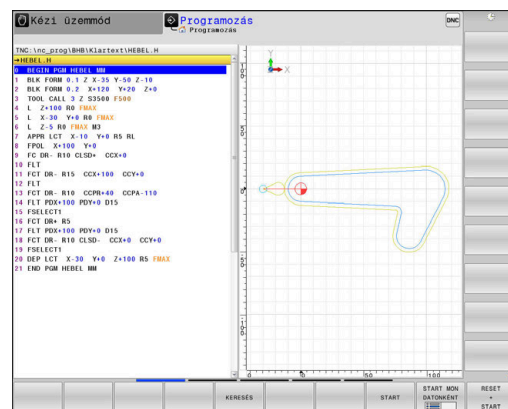 Kézi üzemmód
Programozás
Programozás
DNC
TNC:\nc_prog\BHB\Klartext\HEBEL.H
→HEBEL.H
0 BEGIN PGM HEBEL MM
1 BLK FORM 0.1 Z X-35 Y-50 Z-10
2 BLK FORM 0.2 X+120 Y+20 Z+0
3 TOOL CALL 3 Z S3500 F500
4 L Z+100 R0 FMAX
5 L X-30 Y+0 R0 FMAX
6 L Z-5 R0 FMAX M3
7 APPR LCT X-10 Y+0 R5 RL
8 FPOL X+100 Y+0
9 FC DR- R10 CLSD+ CCX+0
10 FLT
11 FCT DR- R15 CCX+100 CCY+0
12 FLT
13 FCT DR- R10 CCPR+40 CCPA-110
14 FLT PDX+100 PDY+0 D15
15 FSELECT1
16 FCT DR+ R5
17 FLT PDX+100 PDY+0 D15
18 FCT DR- R10 CLSD- CCX+0 CCY+0
19 FSELECT1
20 DEP LCT X-30 Y+0 Z+100 R5 FMAX
21 END PGM HEBEL MM
Y
X
50
0
50
0
50
100
KERESÉS
START
START MON
DATONKÉNT
RESET
+
START